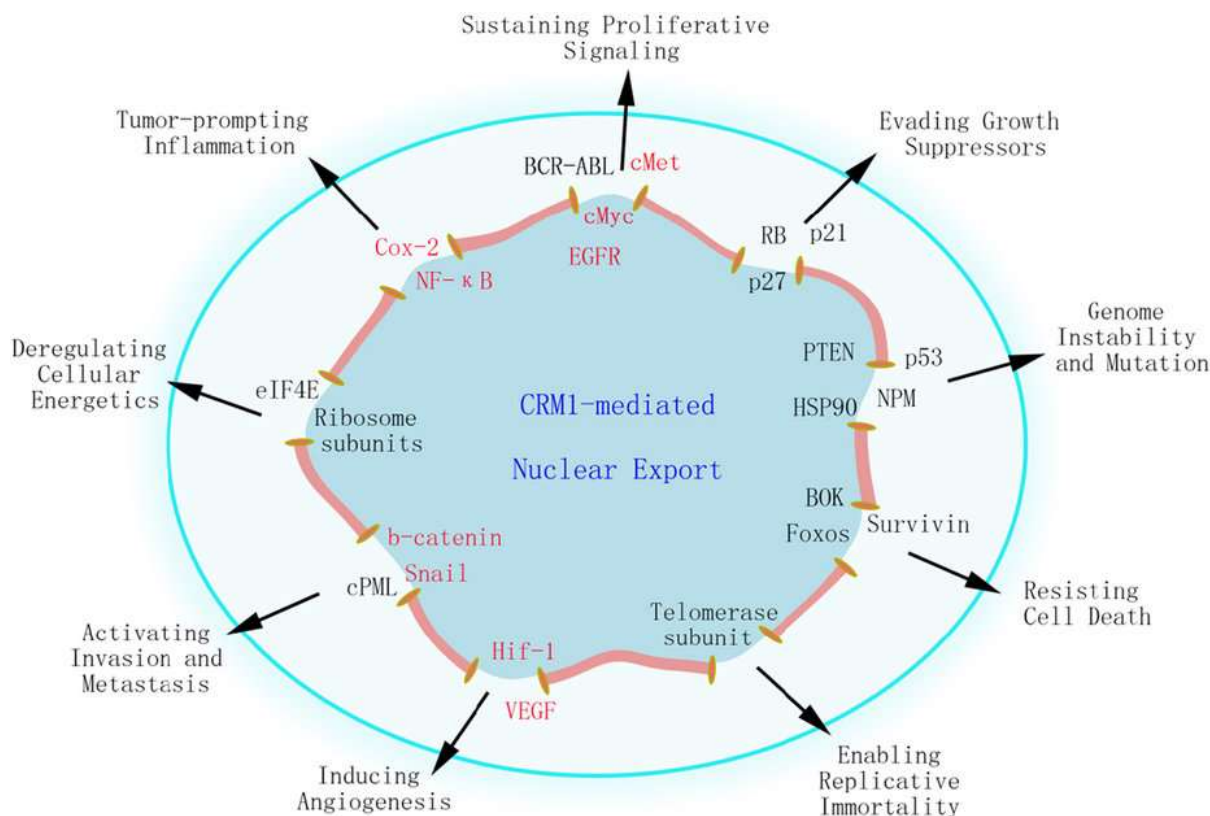 Sustaining Proliferative
Signaling
Tumor-prompting
Inflammation
Evading Growth
Suppressors
BCR-ABL
cMet
cMyc
EGFR
RB
p21
p27
Cox-2
NF-κB
Genome
Instability
and Mutation
PTEN
p53
NPM
HSP90
Deregulating
Cellular
Energetics
eIF4E
Ribosome
subunits
CRM1-mediated
Nuclear Export
BOK
Foxos
Survivin
b-catenin
Snail
cPML
Resisting
Cell Death
Telomerase
subunit
Activating
Invasion and
Metastasis
Hif-1
VEGF
Inducing
Angiogenesis
Enabling
Replicative
Immortality